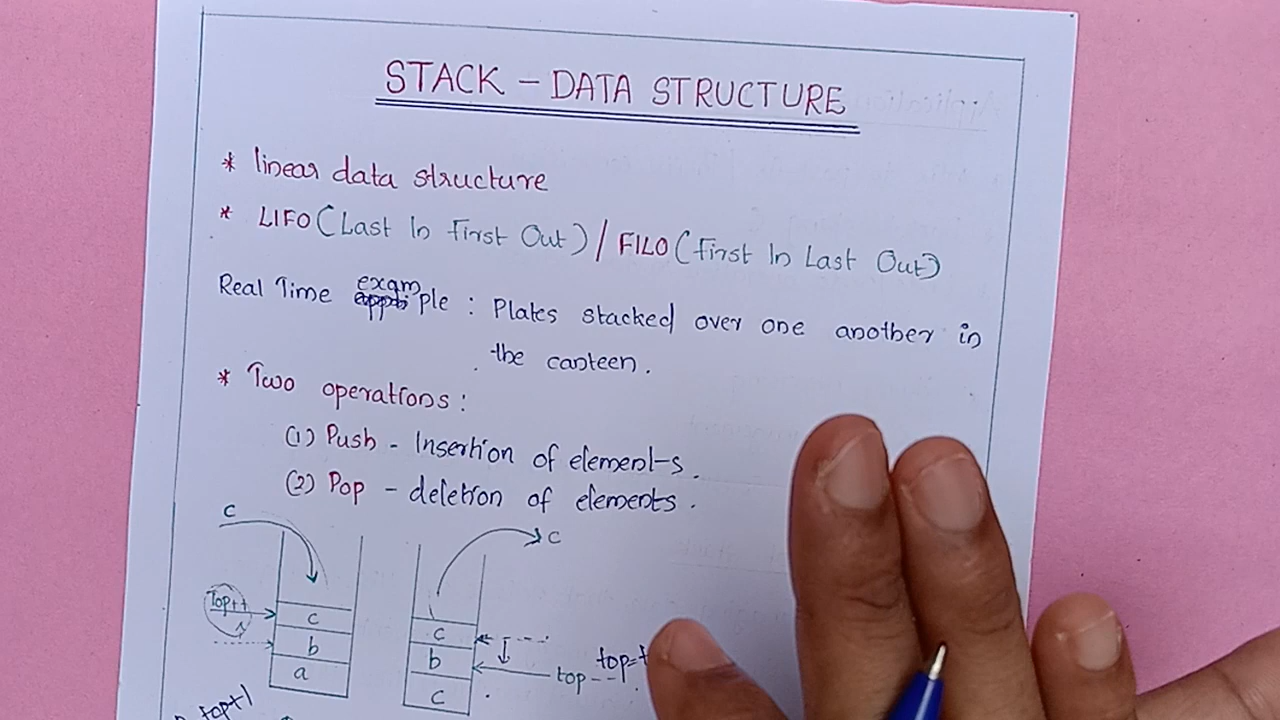 STACK - DATA STRUCTURE
* linear data structure
* LIFO (Last In First Out) / FILO (First In Last Out)
Real Time example : Plates stacked over one another in
the canteen.
* Two operations :
(1) Push - Insertion of elements.
(2) Pop - deletion of elements.
c
c
Top++
c
c
b
b
top--
top=t
a
c
top+1